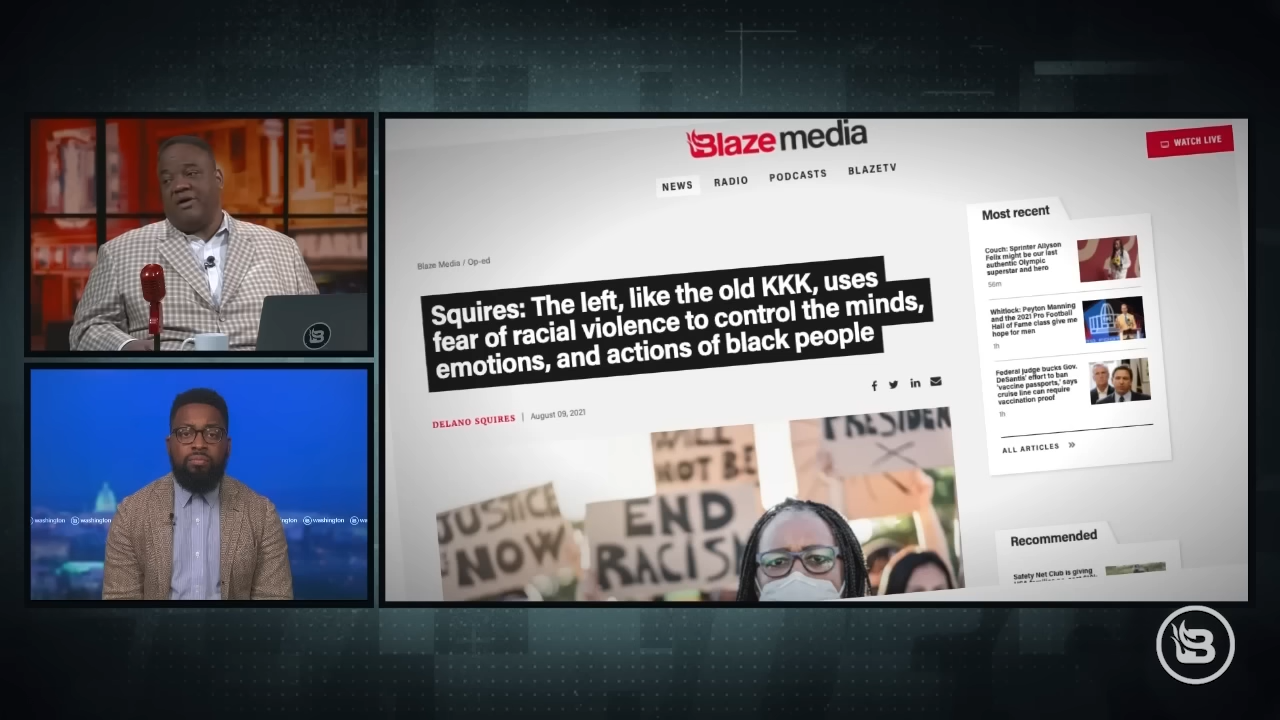 Blaze media
WATCH LIVE
NEWS RADIO PODCASTS BLAZETV
Blaze Media / Op-ed
Squires: The left, like the old KKK, uses
fear of racial violence to control the minds,
emotions, and actions of black people
DELANO SQUIRES | August 09, 2021
JUSTICE
NOW
WILL
NOT BE
END
RACISM
PRESIDEN
Most recent
Couch: Sprinter Allyson
Felix might be our last
authentic Olympic
superstar and hero
56m
Whitlock: Peyton Manning
and the 2021 Pro Football
Hall of Fame class give me
hope for men
1h
Federal judge bucks Gov.
DeSantis' effort to ban
'vaccine passports,' says
cruise line can require
vaccination proof
1h
ALL ARTICLES
Recommended
Safety Net Club is giving
washington washington ngton washington wa